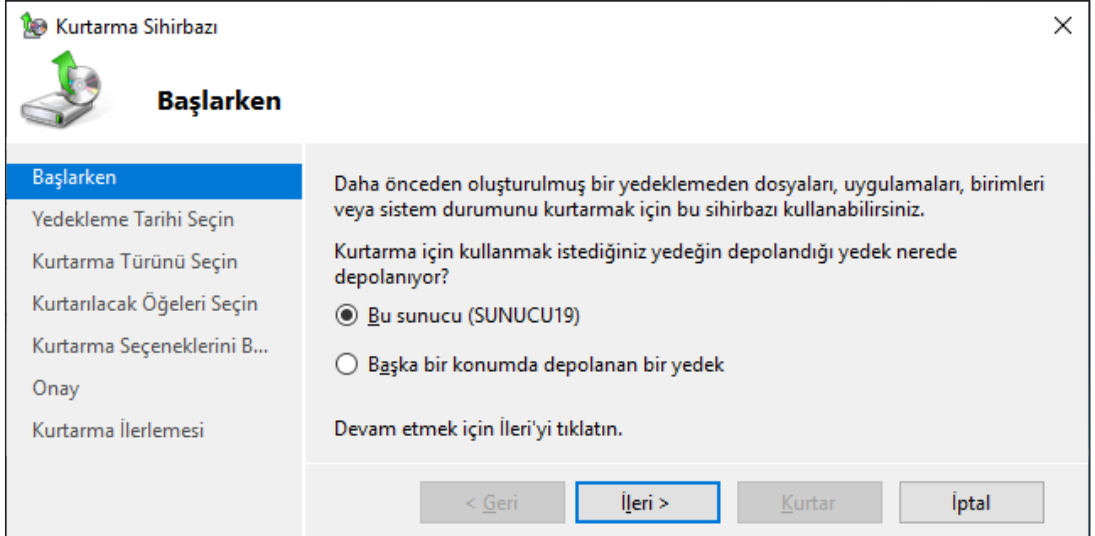 Kurtarma Sihirbazı
Başlarken
Başlarken
Yedekleme Tarihi Seçin
Kurtarma Türünü Seçin
Kurtarılacak Öğeleri Seçin
Kurtarma Seçeneklerini B...
Onay
Kurtarma İlerlemesi
Daha önceden oluşturulmuş bir yedeklemeden dosyaları, uygulamaları, birimleri
veya sistem durumunu kurtarmak için bu sihirbazı kullanabilirsiniz.
Kurtarma için kullanmak istediğiniz yedeğin depolandığı yedek nerede
depolanıyor?
Bu sunucu (SUNUCU19)
Başka bir konumda depolanan bir yedek
Devam etmek için İleri'yi tıklatın.
< Geri
İleri >
Kurtar
İptal